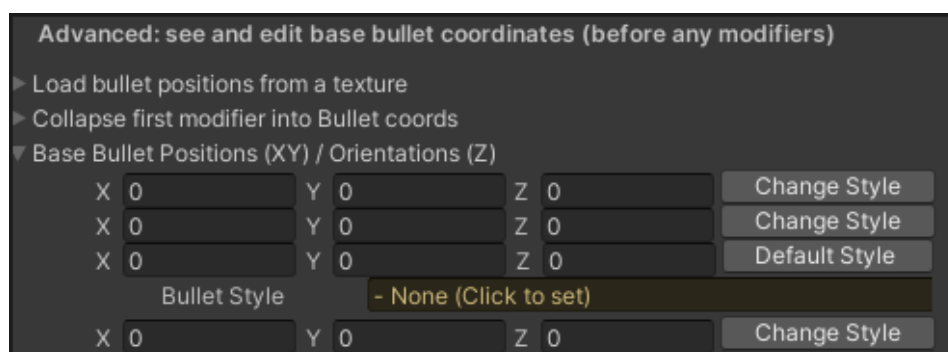 Advanced: see and edit base bullet coordinates (before any modifiers)
Load bullet positions from a texture
Collapse first modifier into Bullet coords
Base Bullet Positions (XY) / Orientations (Z)
X 0 Y 0 Z 0 Change Style
X 0 Y 0 Z 0 Change Style
X 0 Y 0 Z 0 Default Style
Bullet Style - None (Click to set)
X 0 Y 0 Z 0 Change Style